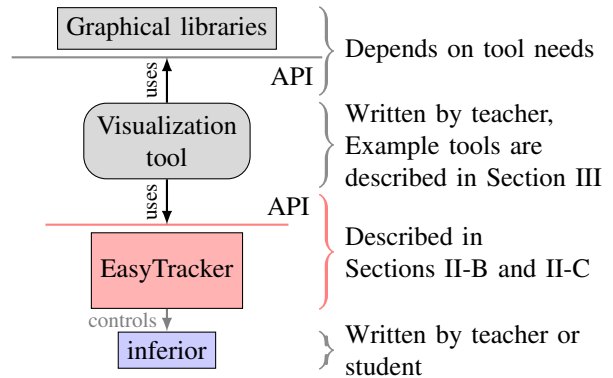 Graphical libraries
Depends on tool needs
API
uses
Visualization
tool
Written by teacher,
Example tools are
described in Section III
uses
API
EasyTracker
Described in
Sections II-B and II-C
controls
inferior
Written by teacher or
student